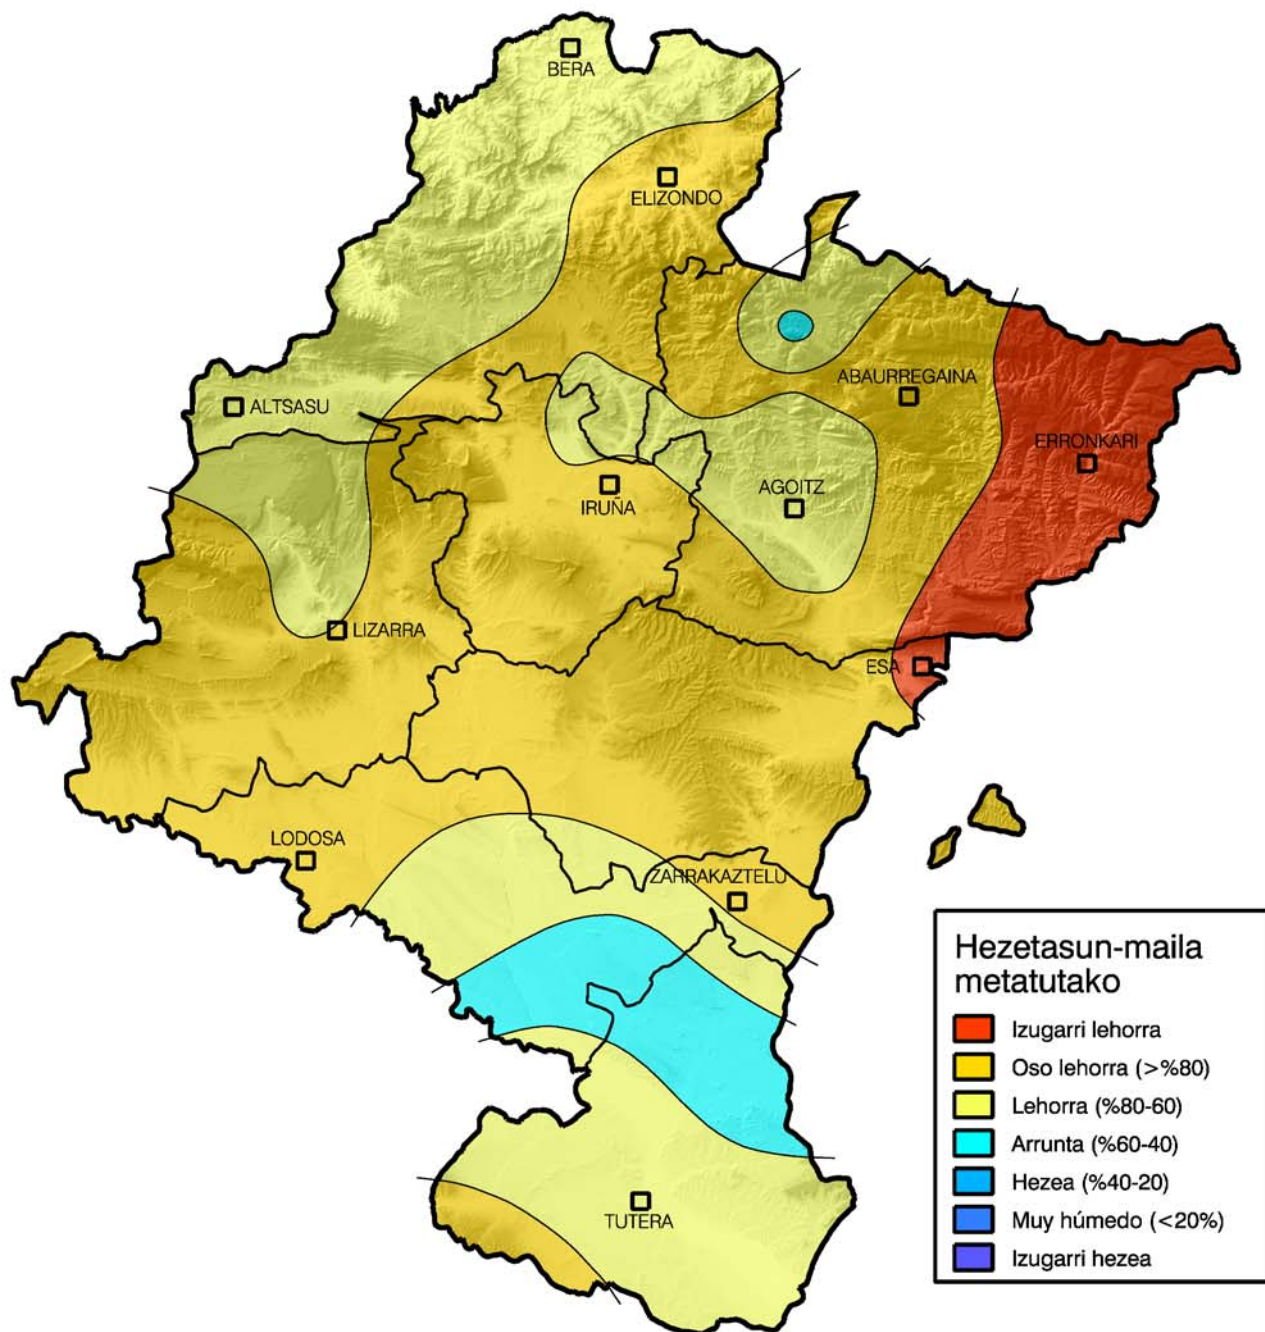 BERA
ELIZONDO
ABAURREGAINA
ALTSASU
ERRONKARI
IRUÑA
AGOITZ
LIZARRA
ESA
LODOSA
ZARRAKAZTELU
TUTERA
Hezetasun-maila
metatutako
Izugarri lehorra
Oso lehorra (>%80)
Lehorra (%80-60)
Arrunta (%60-40)
Hezea (%40-20)
Muy húmedo (<20%)
Izugarri hezea